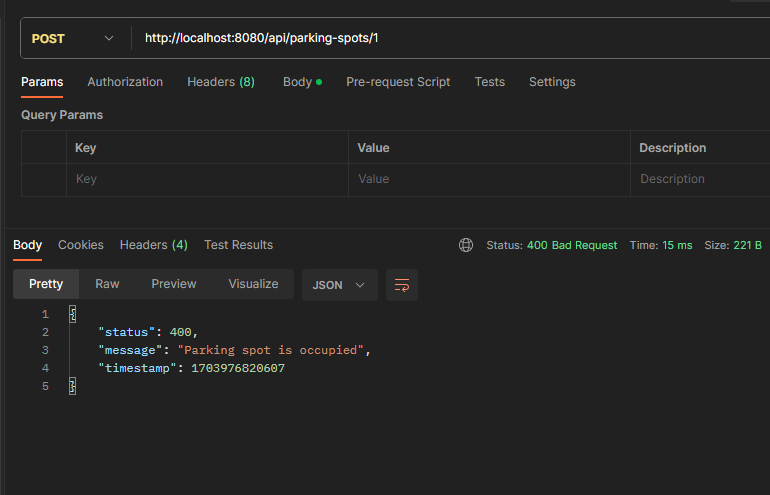 POST http://localhost:8080/api/parking-spots/1
Params Authorization Headers (8) Body Pre-request Script Tests Settings
Query Params
Key Value Description
Key Value Description
Body Cookies Headers (4) Test Results Status: 400 Bad Request Time: 15 ms Size: 221 B
Pretty Raw Preview Visualize JSON
1 {
2 "status": 400,
3 "message": "Parking spot is occupied",
4 "timestamp": 1703976820607
5 }